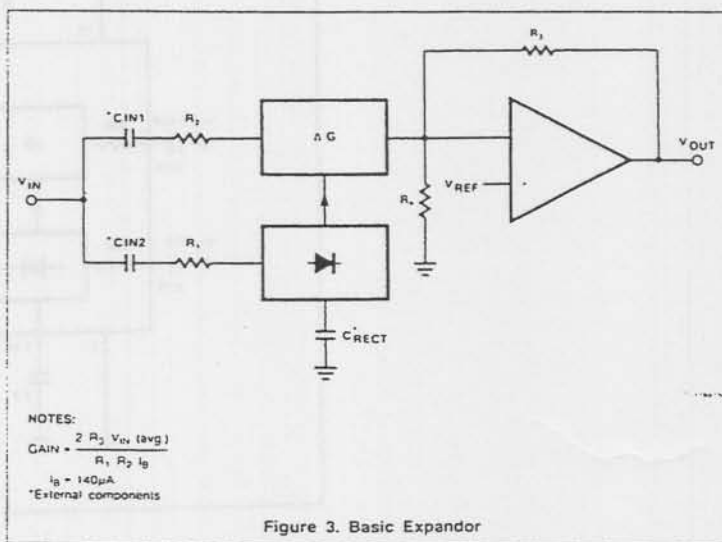 R3
*CIN1
R2
ΔG
VIN
VREF
VOUT
R4
*CIN2
R1
C*RECT
NOTES:
GAIN = 2 R3 VIN (avg.)
R1 R2 IB
IB = 140μA
*External components
Figure 3. Basic Expandor